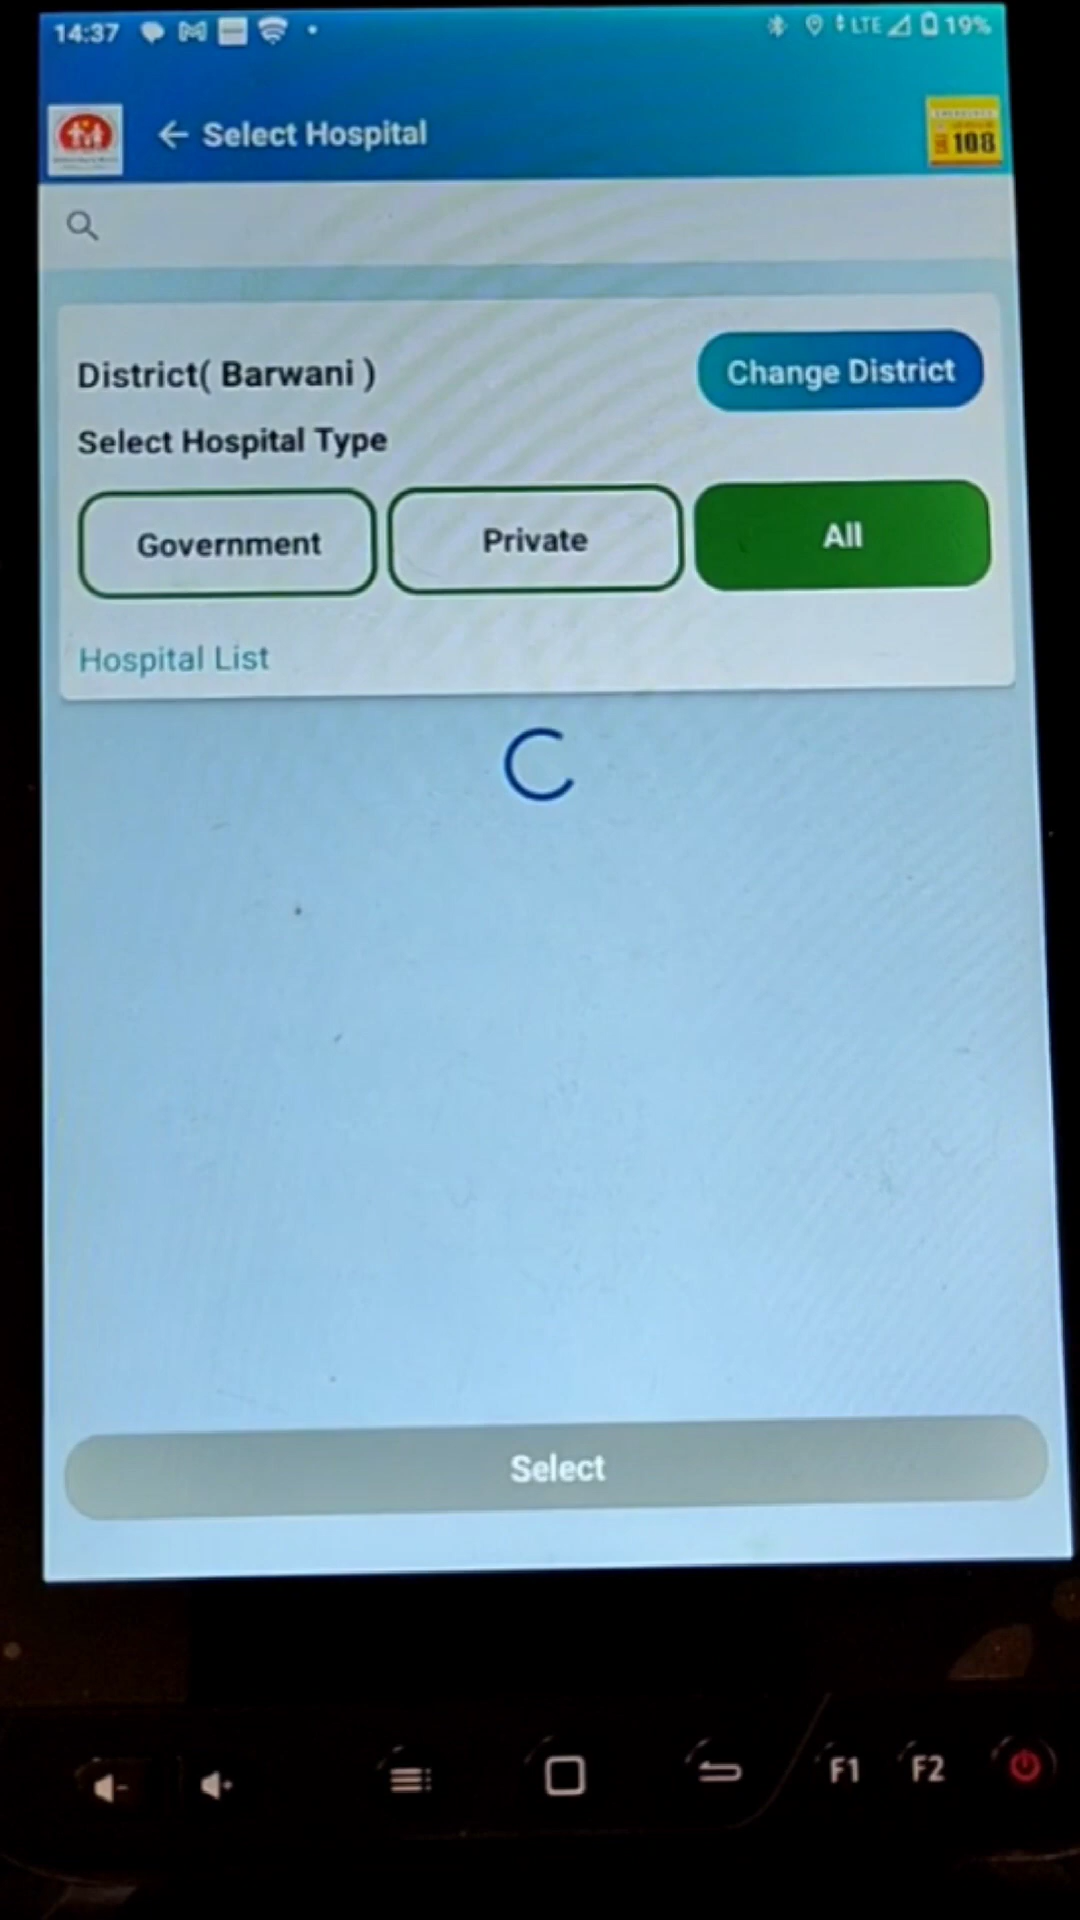 14:37 LTE 19%
← Select Hospital
108
District( Barwani )
Change District
Select Hospital Type
Government
Private
All
Hospital List
Select
F1
F2